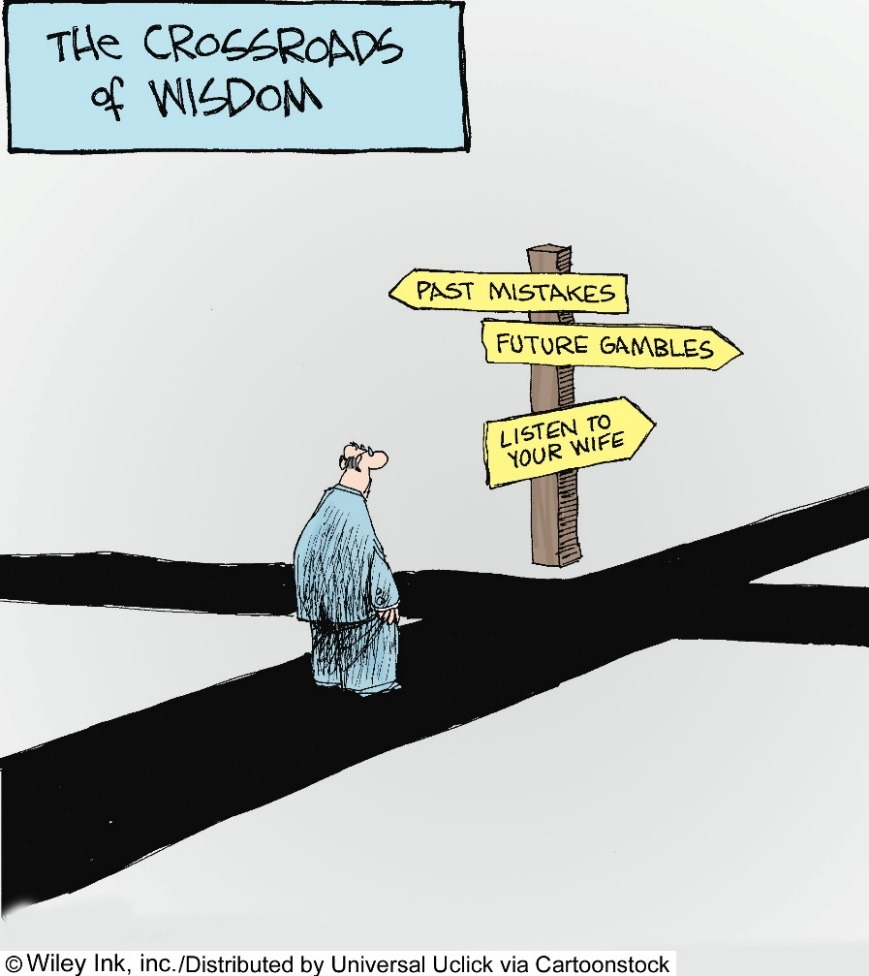 THE CROSSROADS
of WISDOM
PAST MISTAKES
FUTURE GAMBLES
LISTEN TO
YOUR WIFE
© Wiley Ink, inc./Distributed by Universal Uclick via Cartoonstock